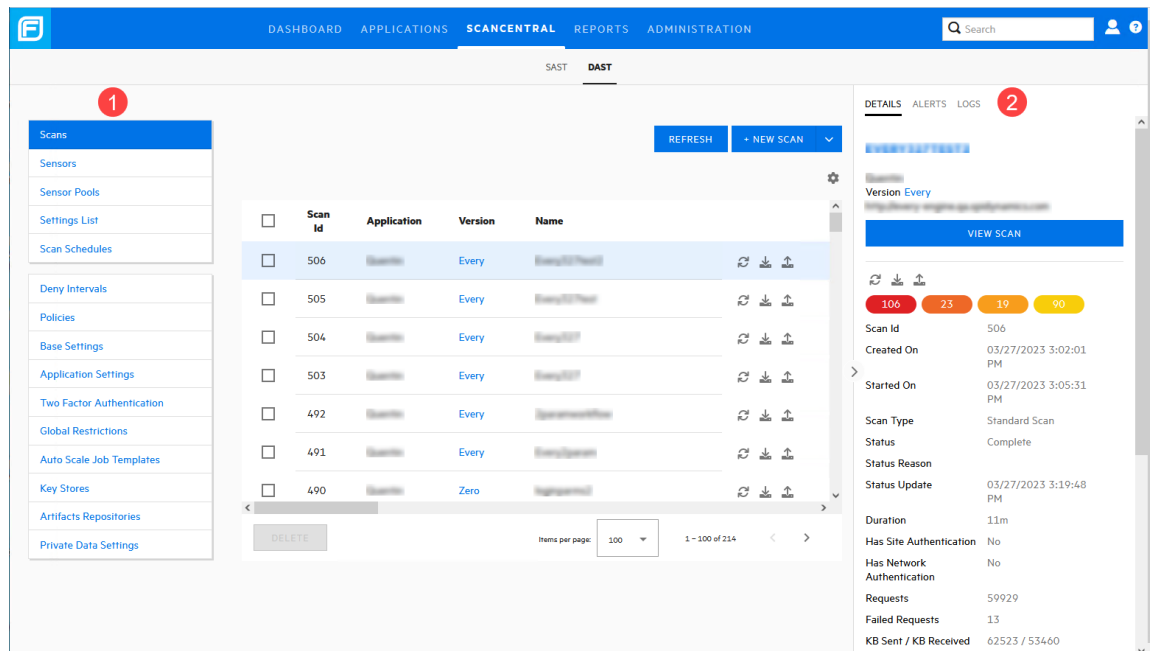 DASHBOARD APPLICATIONS SCANCENTRAL REPORTS ADMINISTRATION
Search
SAST DAST
1
Scans
Sensors
Sensor Pools
Settings List
Scan Schedules
Deny Intervals
Policies
Base Settings
Application Settings
Two Factor Authentication
Global Restrictions
Auto Scale Job Templates
Key Stores
Artifacts Repositories
Private Data Settings
REFRESH + NEW SCAN
Scan Id Application Version Name
506 Every
505 Every
504 Every
503 Every
492 Every
491 Every
490 Zero
DELETE
Items per page: 100 1 – 100 of 214
DETAILS ALERTS LOGS 2
Version Every
VIEW SCAN
106 23 19 90
Scan Id 506
Created On 03/27/2023 3:02:01 PM
Started On 03/27/2023 3:05:31 PM
Scan Type Standard Scan
Status Complete
Status Reason
Status Update 03/27/2023 3:19:48 PM
Duration 11m
Has Site Authentication No
Has Network Authentication No
Requests 59929
Failed Requests 13
KB Sent / KB Received 62523 / 53460